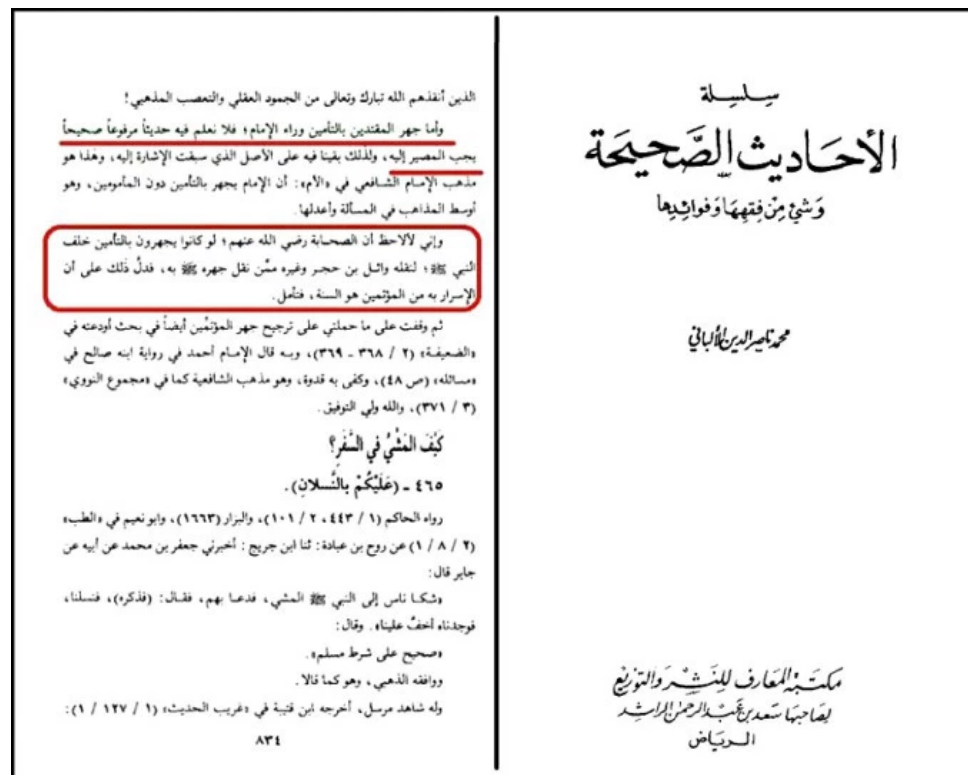 سلسلة
الأحاديث الصحيحة
وشيء من فقهها وفوائدها
محمد ناصر الدين الألباني
مكتبة المعارف للنشر والتوزيع
لصاحبها سعد بن عبد الرحمن الراشد
الرياض
الذين أنقذهم الله تبارك وتعالى من الجمود العقلي والتعصب المذهبي!
وأما جهر المقتدين بالتأمين وراء الإمام؛ فلا نعلم فيه حديثاً مرفوعاً صحيحاً
يجب المصير إليه، ولذلك بقينا فيه على الأصل الذي سبقت الإشارة إليه، وهذا هو
مذهب الإمام الشافعي في «الأم»: أن الإمام يجهر بالتأمين دون المأمومين، وهو
أوسط المذاهب في المسألة وأعدلها.
وإني لألاحظ أن الصحابة رضي الله عنهم؛ لو كانوا يجهرون بالتأمين خلف
النبي ﷺ؛ لنقله وائل بن حجر وغيره ممَّن نقل جهره ﷺ به، فدلَّ ذلك على أن
الإسرار به من المؤتمين هو السنة، فتأمل.
ثم وقفت على ما حملني على ترجيح جهر المؤتمِّين أيضاً في بحث أودعته في
«الضعيفة» (٢ / ٣٦٨ - ٣٦٩)، وبه قال الإمام أحمد في رواية ابنه صالح في
«مسائله» (ص ٤٨)، وكفى به قدوة، وهو مذهب الشافعية كما في «مجموع النووي»
(٣ / ٣٧١)، والله ولي التوفيق.
كَيْفَ المَشْيُ في السَّفَرِ؟
٤٦٥ - (عَلَيْكُمْ بالنَّسلانِ).
رواه الحاكم (١ / ٤٤٣، ٢ / ١٠١)، والبزار (١٦٦٣)، وابو نعيم في «الطب»
(٢ / ٨ / ١) عن روح بن عبادة: ثنا ابن جريج: أخبرني جعفر بن محمد عن أبيه عن
جابر قال:
«شكا ناس إلى النبي ﷺ المشي، فدعا بهم، فقال: (فذكره)، فنسلنا،
فوجدناه أخفَّ علينا». وقال:
«صحيح على شرط مسلم».
ووافقه الذهبي، وهو كما قالا.
وله شاهد مرسل، أخرجه ابن قتيبة في «غريب الحديث» (١ / ١٢٧ / ١):
٨٣٤